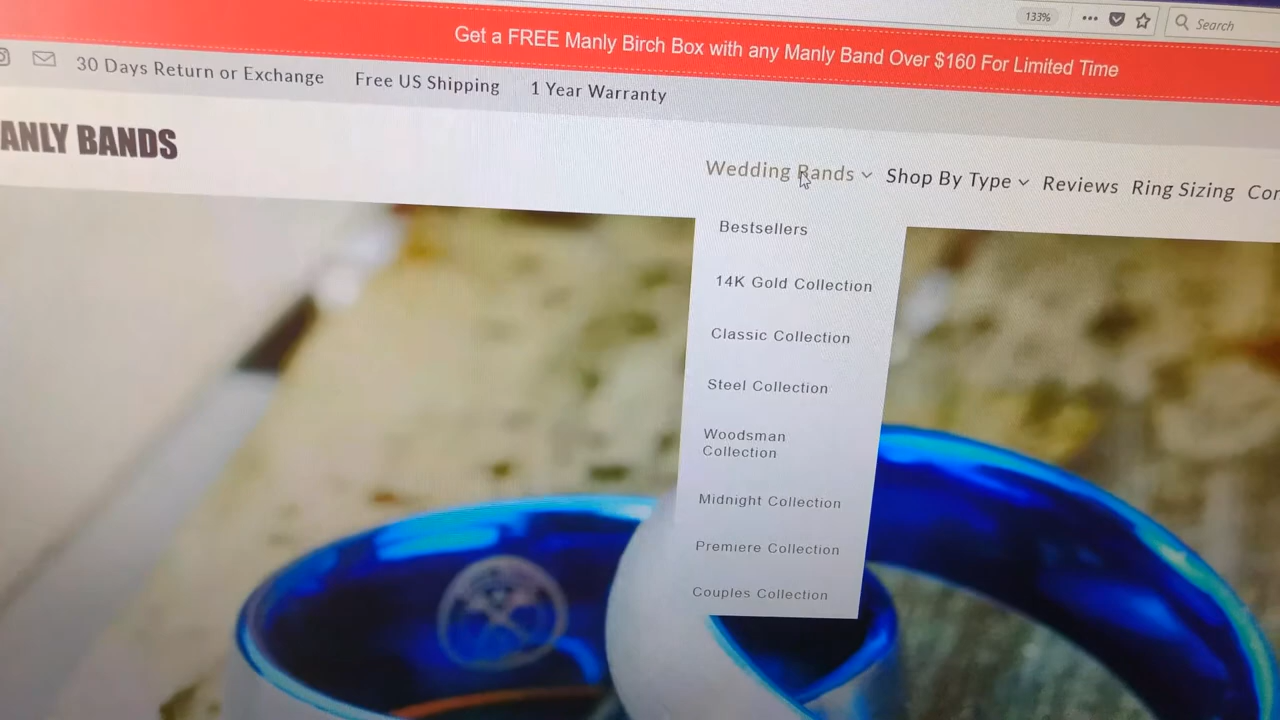 133%
Search
Get a FREE Manly Birch Box with any Manly Band Over $160 For Limited Time
30 Days Return or Exchange Free US Shipping 1 Year Warranty
ANLY BANDS
Wedding Bands Shop By Type Reviews Ring Sizing Con
Bestsellers
14K Gold Collection
Classic Collection
Steel Collection
Woodsman
Collection
Midnight Collection
Premiere Collection
Couples Collection